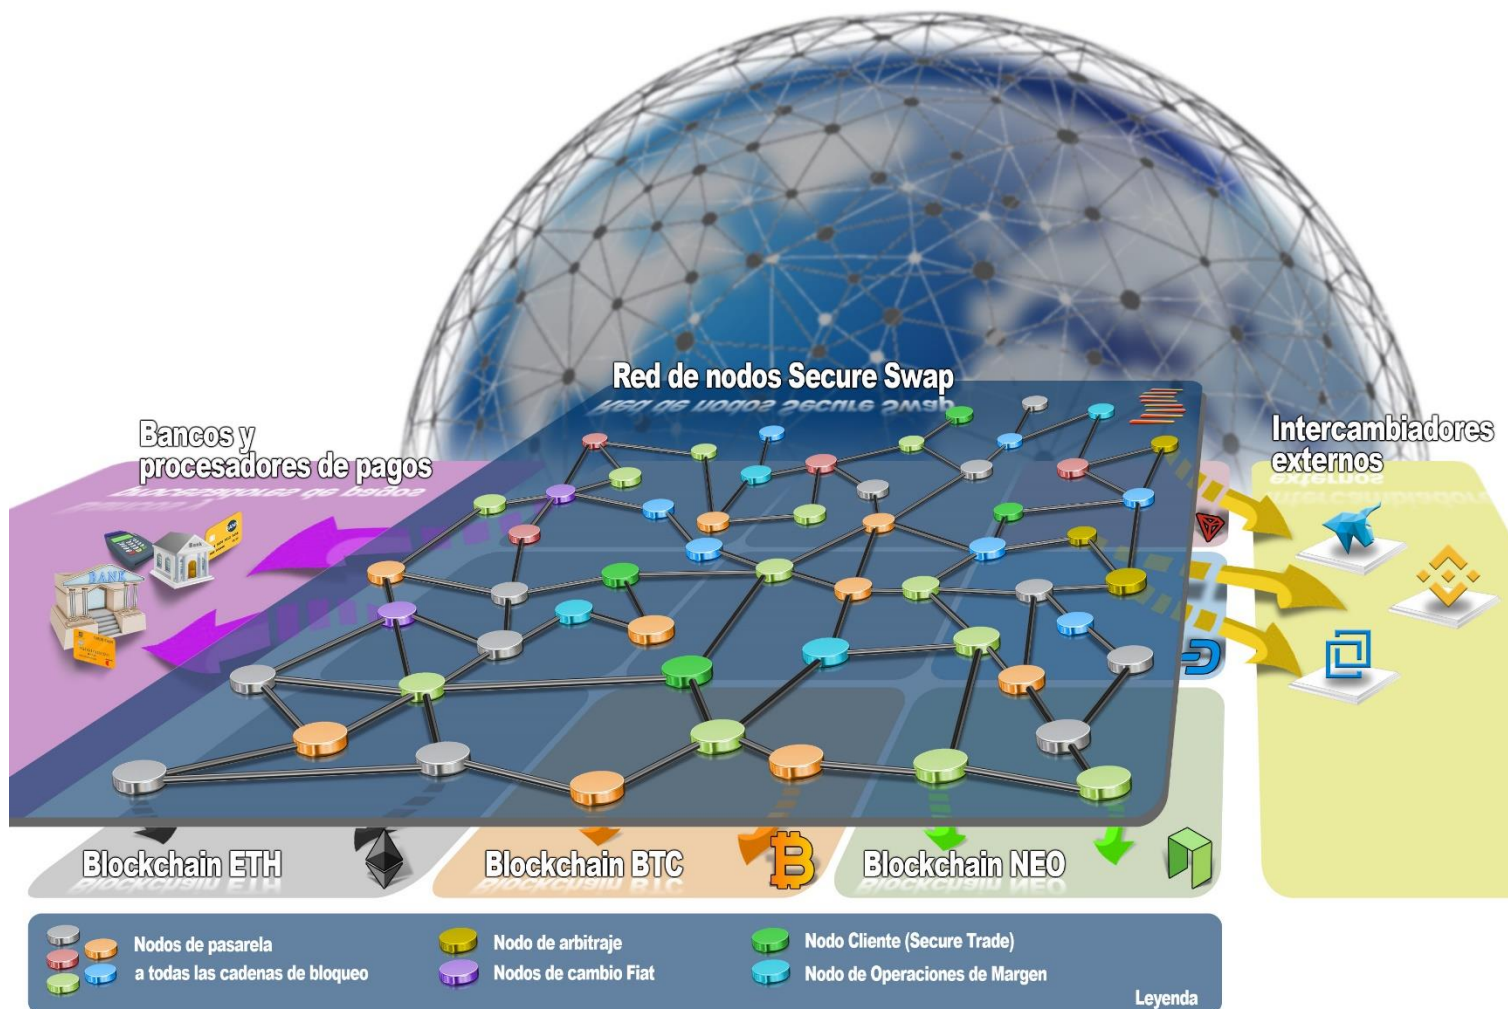 Red de nodos Secure Swap
Bancos y
procesadores de pagos
Intercambiadores
externos
BANK
Blockchain ETH
Blockchain BTC
Blockchain NEO
Nodos de pasarela
a todas las cadenas de bloqueo
Nodo de arbitraje
Nodos de cambio Fiat
Nodo Cliente (Secure Trade)
Nodo de Operaciones de Margen
Leyenda